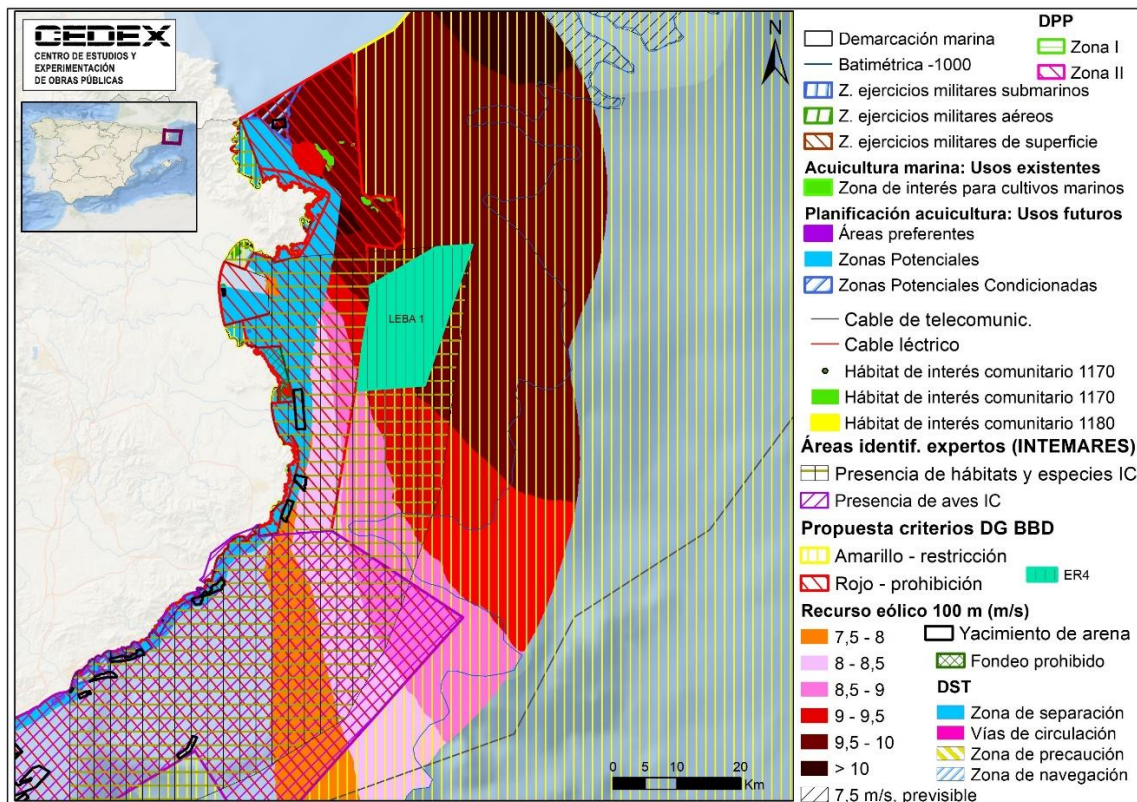 CEDEX
CENTRO DE ESTUDIOS Y
EXPERIMENTACIÓN
DE OBRAS PÚBLICAS
LEBA 1
N
0 5 10 20
Km
Demarcación marina
Batimétrica -1000
Z. ejercicios militares submarinos
Z. ejercicios militares aéreos
Z. ejercicios militares de superficie
DPP
Zona I
Zona II
Acuicultura marina: Usos existentes
Zona de interés para cultivos marinos
Planificación acuicultura: Usos futuros
Áreas preferentes
Zonas Potenciales
Zonas Potenciales Condicionadas
Cable de telecomunic.
Cable léctrico
Hábitat de interés comunitario 1170
Hábitat de interés comunitario 1170
Hábitat de interés comunitario 1180
Áreas identif. expertos (INTEMARES)
Presencia de hábitats y especies IC
Presencia de aves IC
Propuesta criterios DG BBD
Amarillo - restricción
Rojo - prohibición
ER4
Recurso eólico 100 m (m/s)
7,5 - 8
8 - 8,5
8,5 - 9
9 - 9,5
9,5 - 10
> 10
7.5 m/s. previsible
Yacimiento de arena
Fondeo prohibido
DST
Zona de separación
Vías de circulación
Zona de precaución
Zona de navegación